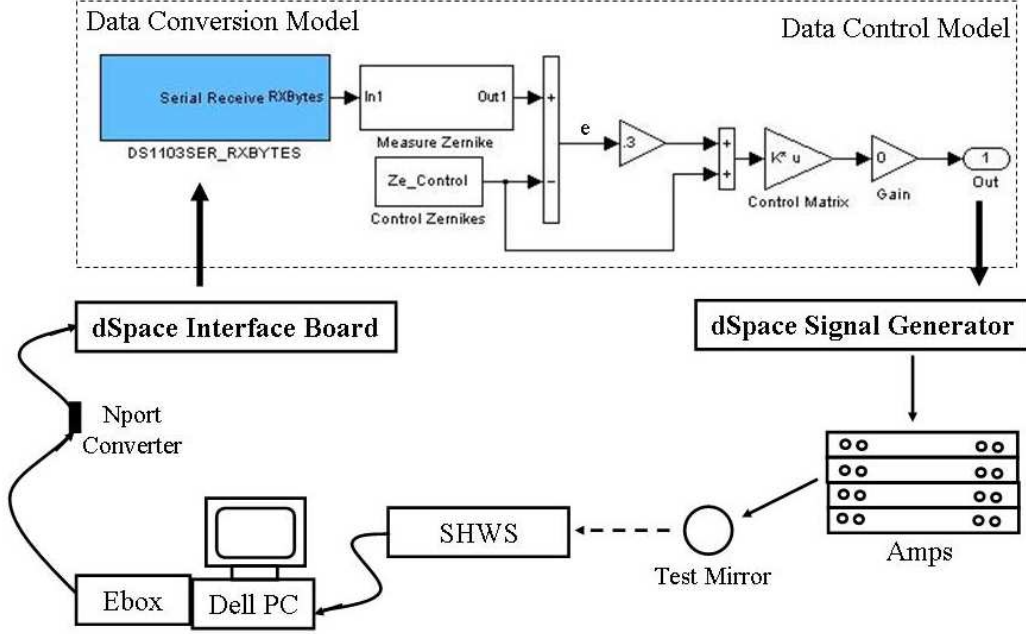 Data Conversion Model
Data Control Model
Serial Receive RXBytes
DS1103SER_RXBYTES
In1 Out1
Measure Zernike
Ze_Control
Control Zernikes
+
−
e
.3
+
+
K* u
Control Matrix
0
Gain
1
Out
dSpace Interface Board
dSpace Signal Generator
Nport
Converter
Amps
SHWS
Test Mirror
Ebox
Dell PC